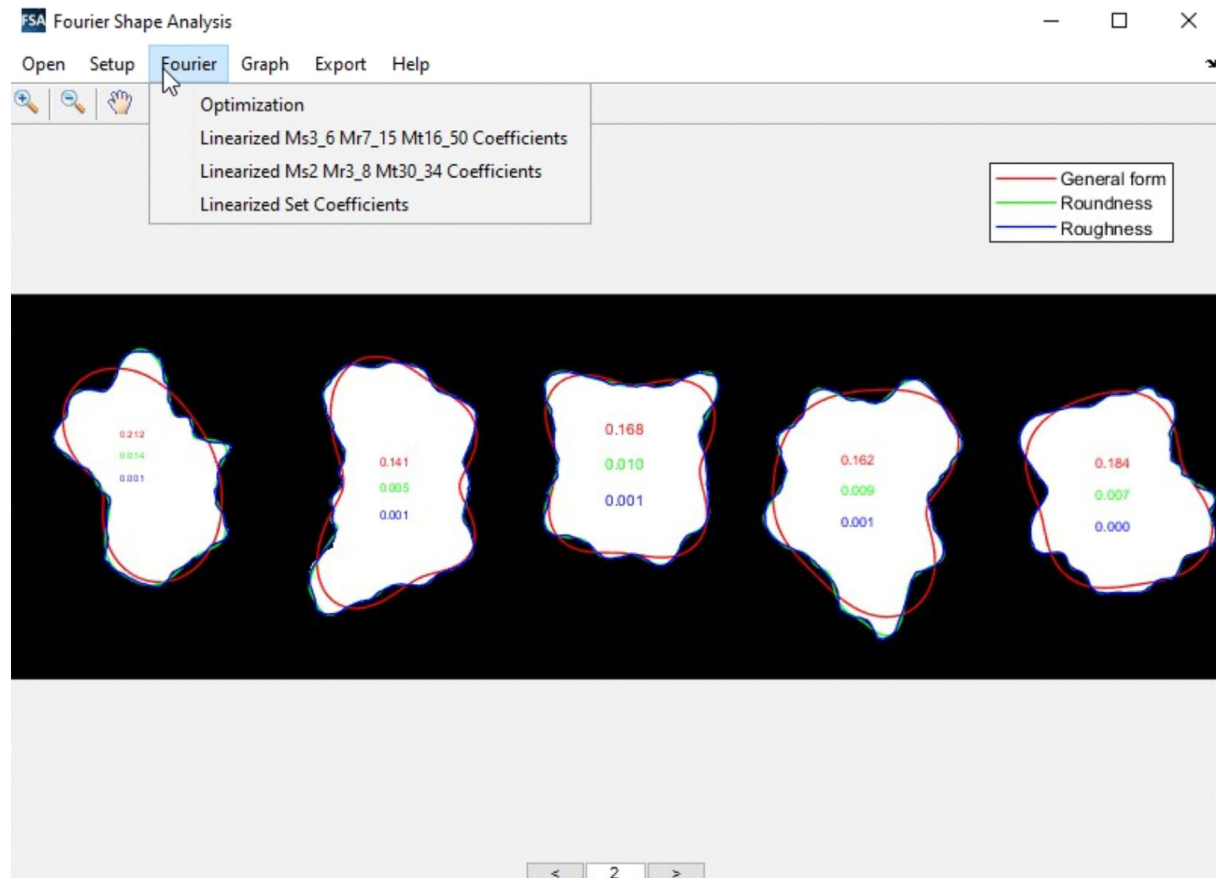 FSA Fourier Shape Analysis
Open Setup Fourier Graph Export Help
Optimization
Linearized Ms3_6 Mr7_15 Mt16_50 Coefficients
Linearized Ms2 Mr3_8 Mt30_34 Coefficients
Linearized Set Coefficients
General form
Roundness
Roughness
0.212
0.014
0.001
0.141
0.005
0.001
0.168
0.010
0.001
0.162
0.009
0.001
0.184
0.007
0.000
< 2 >